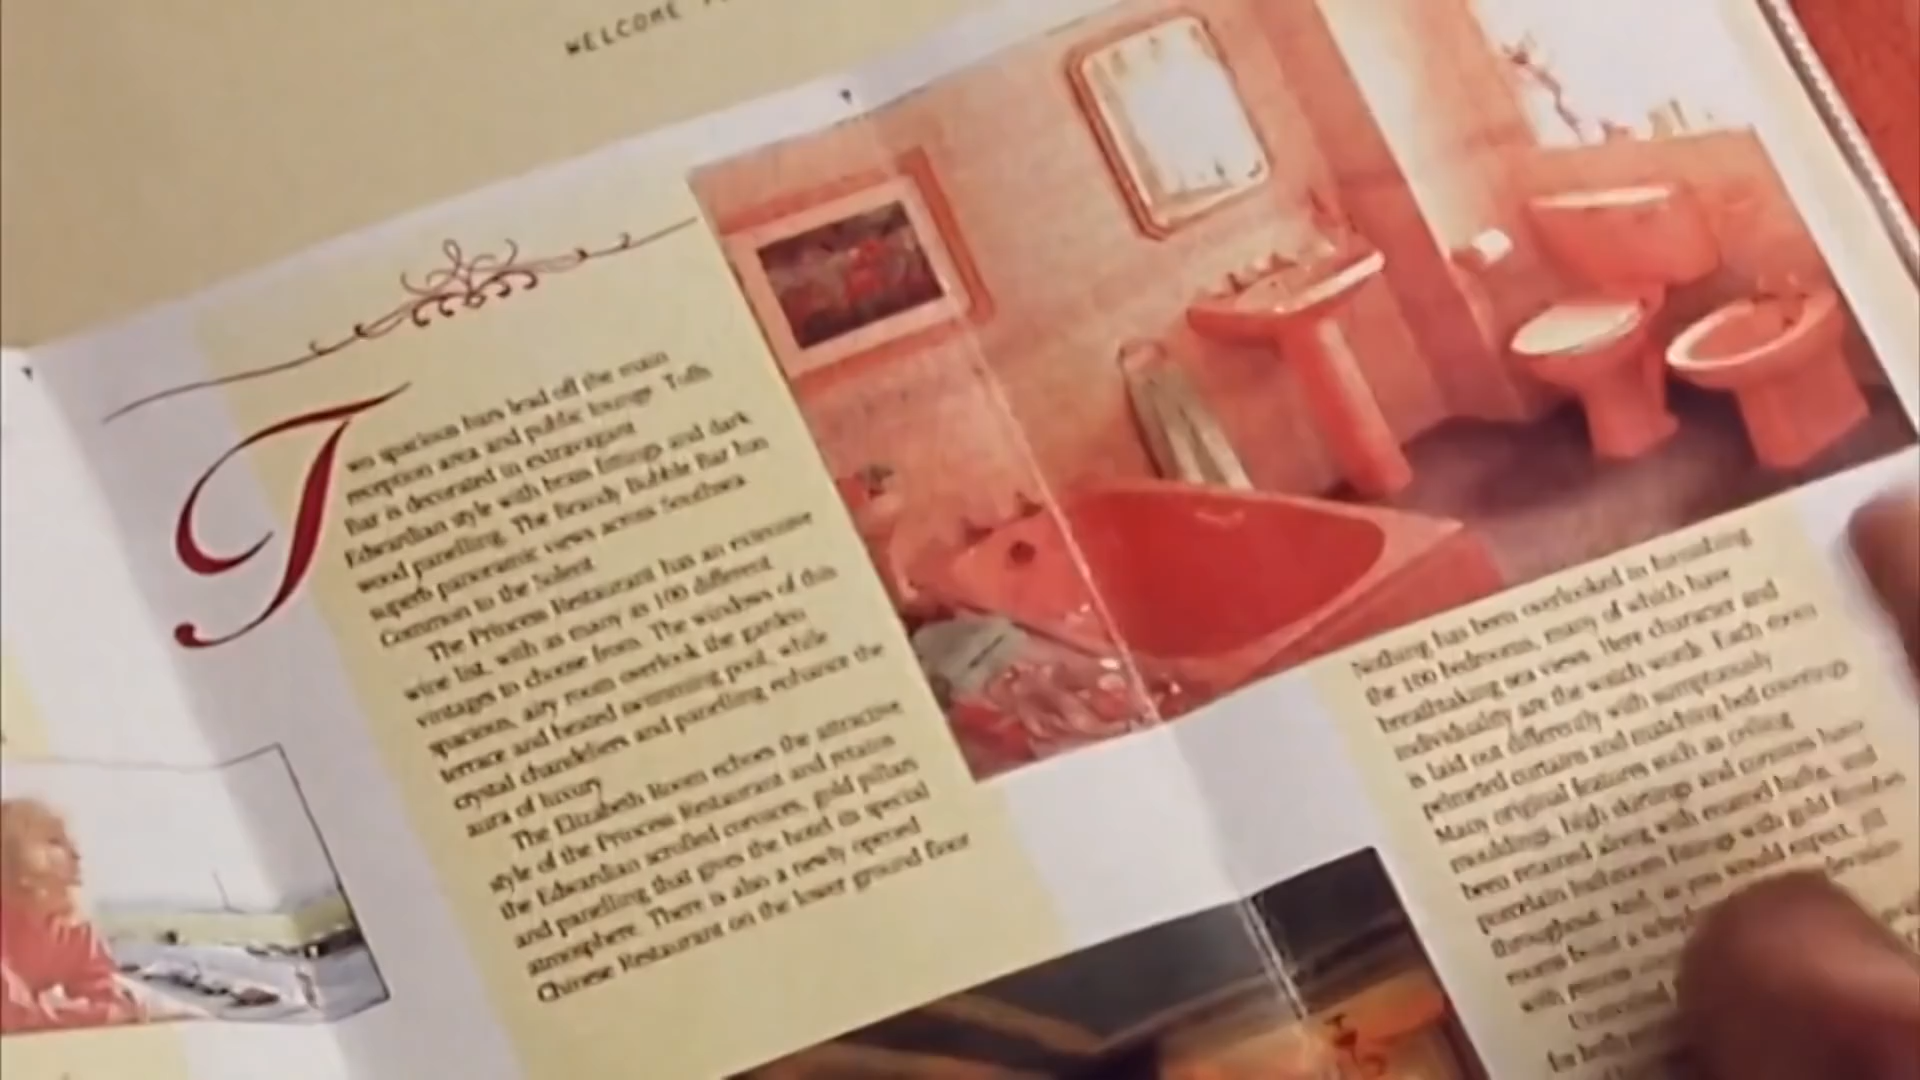 WELCOME
Two spacious bars lead off the main
reception area and public lounge. Toffs
Bar is decorated in extravagant
Edwardian style with brass fittings and dark
wood panelling. The Brandy Bubble Bar has
superb panoramic views across Southsea
Common to the Solent.
The Princess Restaurant has an extensive
wine list, with as many as 100 different
vintages to choose from. The windows of this
spacious, airy room overlook the garden
terrace and heated swimming pool, while
crystal chandeliers and panelling enhance the
aura of luxury.
The Elizabeth Room echoes the attractive
style of the Princess Restaurant and retains
the Edwardian scrolled cornices, gold pillars
and panelling that gives the hotel its special
atmosphere. There is also a newly opened
Chinese Restaurant on the lower ground floor
Nothing has been overlooked in furnishing
the 100 bedrooms, many of which have
breathtaking sea views. Here character and
individuality are the watch words. Each room
is laid out differently with sumptuously
pelmeted curtains and matching bed coverings
Many original features such as ceiling
mouldings, high skirtings and cornices have
been retained along with enamel baths, and
porcelain bathroom fittings with gold finishes
throughout. And, as you would expect, all
rooms boast a
with
for both